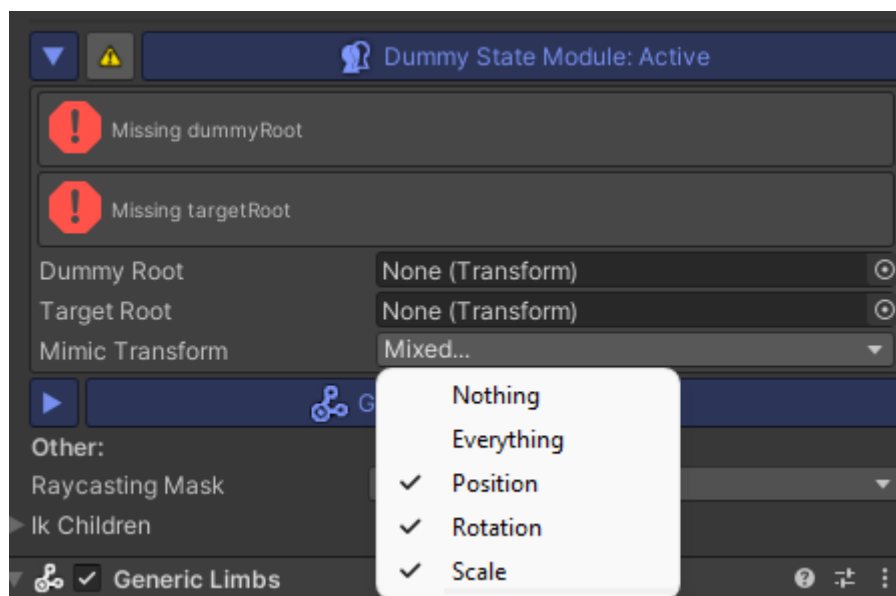 Dummy State Module: Active
Missing dummyRoot
Missing targetRoot
Dummy Root None (Transform)
Target Root None (Transform)
Mimic Transform Mixed...
Nothing
G
Everything
Other:
Raycasting Mask
Position
Ik Children
Rotation
Scale
Generic Limbs